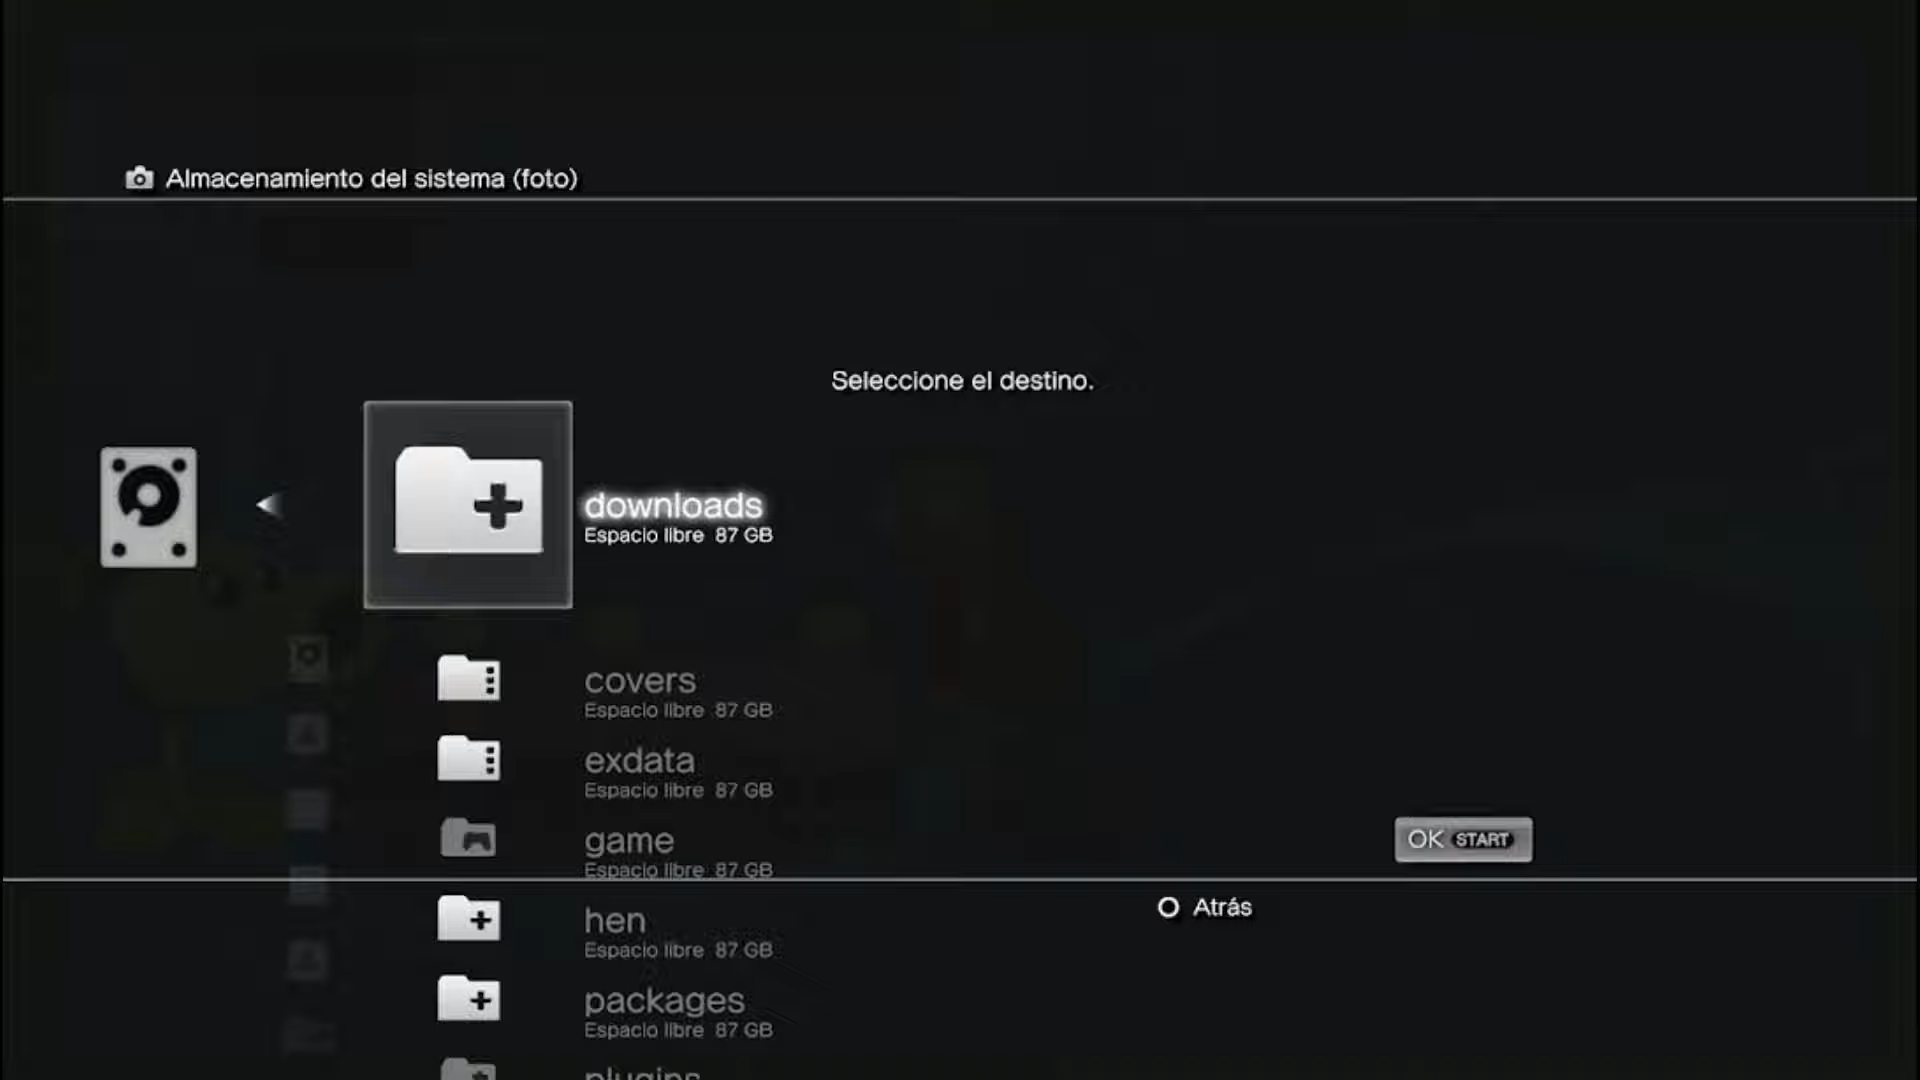 Almacenamiento del sistema (foto)
Seleccione el destino.
downloads
Espacio libre 87 GB
covers
Espacio libre 87 GB
exdata
Espacio libre 87 GB
game
Espacio libre 87 GB
OK START
hen
Espacio libre 87 GB
Atrás
packages
Espacio libre 87 GB
plugins